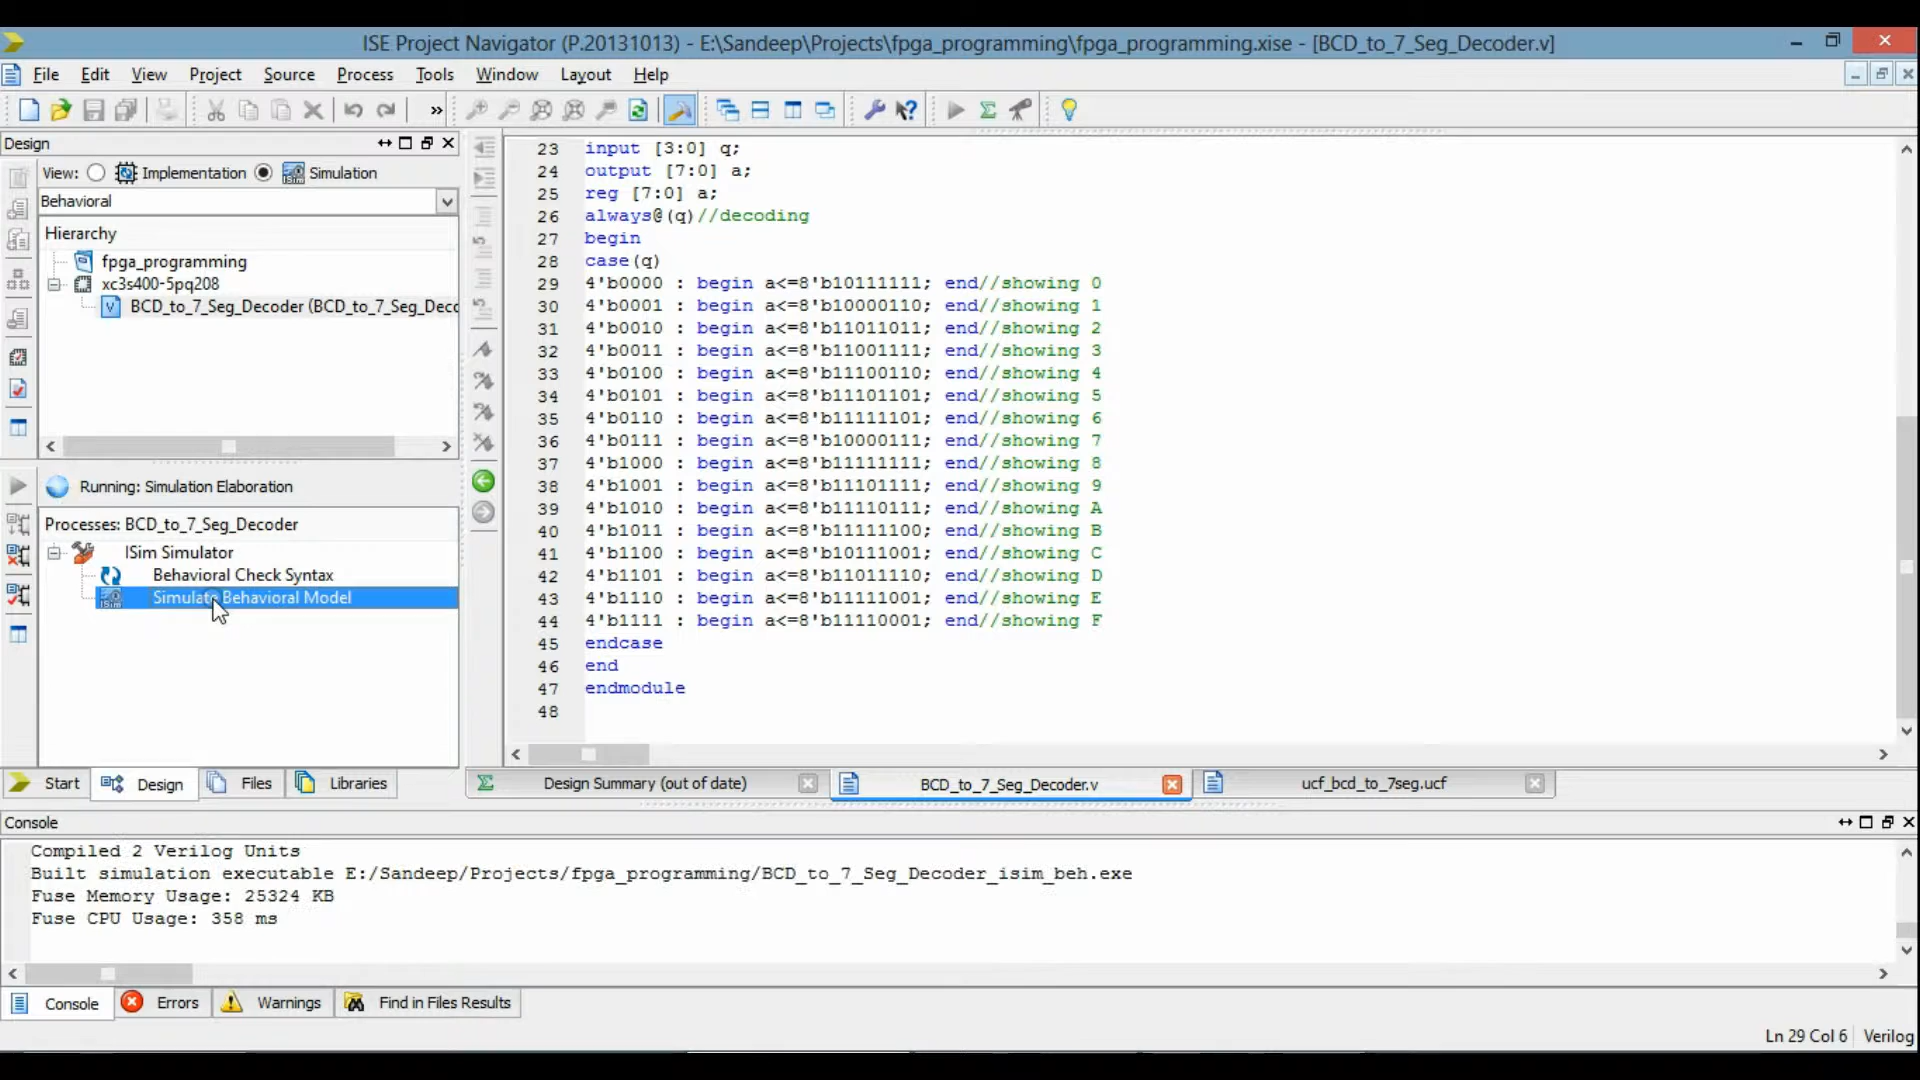 ISE Project Navigator (P.20131013) - E:\Sandeep\Projects\fpga_programming\fpga_programming.xise - [BCD_to_7_Seg_Decoder.v]
File Edit View Project Source Process Tools Window Layout Help
»
Design
View: Implementation Simulation
Behavioral
Hierarchy
fpga_programming
xc3s400-5pq208
BCD_to_7_Seg_Decoder (BCD_to_7_Seg_Deco
Running: Simulation Elaboration
Processes: BCD_to_7_Seg_Decoder
ISim Simulator
Behavioral Check Syntax
Simulate Behavioral Model
Start Design Files Libraries
23 input [3:0] q;
24 output [7:0] a;
25 reg [7:0] a;
26 always@(q)//decoding
27 begin
28 case(q)
29 4'b0000 : begin a<=8'b10111111; end//showing 0
30 4'b0001 : begin a<=8'b10000110; end//showing 1
31 4'b0010 : begin a<=8'b11011011; end//showing 2
32 4'b0011 : begin a<=8'b11001111; end//showing 3
33 4'b0100 : begin a<=8'b11100110; end//showing 4
34 4'b0101 : begin a<=8'b11101101; end//showing 5
35 4'b0110 : begin a<=8'b11111101; end//showing 6
36 4'b0111 : begin a<=8'b10000111; end//showing 7
37 4'b1000 : begin a<=8'b11111111; end//showing 8
38 4'b1001 : begin a<=8'b11101111; end//showing 9
39 4'b1010 : begin a<=8'b11110111; end//showing A
40 4'b1011 : begin a<=8'b11111100; end//showing B
41 4'b1100 : begin a<=8'b10111001; end//showing C
42 4'b1101 : begin a<=8'b11011110; end//showing D
43 4'b1110 : begin a<=8'b11111001; end//showing E
44 4'b1111 : begin a<=8'b11110001; end//showing F
45 endcase
46 end
47 endmodule
48
Design Summary (out of date) BCD_to_7_Seg_Decoder.v ucf_bcd_to_7seg.ucf
Console
Compiled 2 Verilog Units
Built simulation executable E:/Sandeep/Projects/fpga_programming/BCD_to_7_Seg_Decoder_isim_beh.exe
Fuse Memory Usage: 25324 KB
Fuse CPU Usage: 358 ms
Console Errors Warnings Find in Files Results
Ln 29 Col 6 Verilog